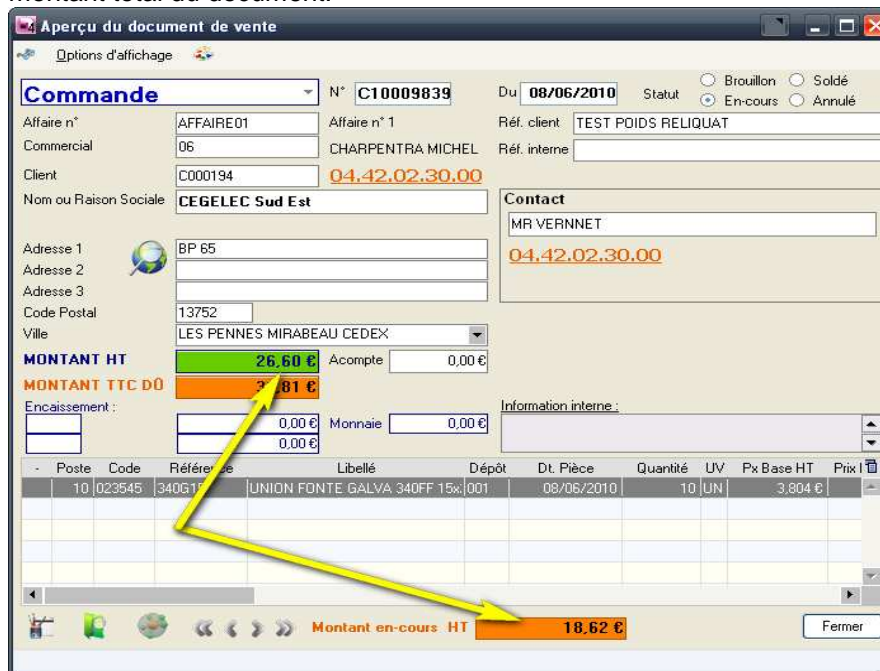 montant total du document.
Aperçu du document de vente
Options d'affichage
Commande N° C10009839 Du 08/06/2010 Statut Brouillon Soldé
En-cours Annulé
Affaire n° AFFAIRE01 Affaire n° 1 Réf. client TEST POIDS RELIQUAT
Commercial 06 CHARPENTRA MICHEL Réf. interne
Client C000194 04.42.02.30.00
Nom ou Raison Sociale CEGELEC Sud Est Contact
MR VERNNET
Adresse 1 BP 65 04.42.02.30.00
Adresse 2
Adresse 3
Code Postal 13752
Ville LES PENNES MIRABEAU CEDEX
MONTANT HT 26,60 € Acompte 0,00 €
MONTANT TTC DÛ
Encaissement : Information interne :
0,00 € Monnaie 0,00 €
0,00 €
- Poste Code Référence Libellé Dépôt Dt. Pièce Quantité UV Px Base HT
10 023545 UNION FONTE GALVA 340FF 001 08/06/2010 10 UN 3,804 €
Montant en-cours HT 18,62 € Fermer